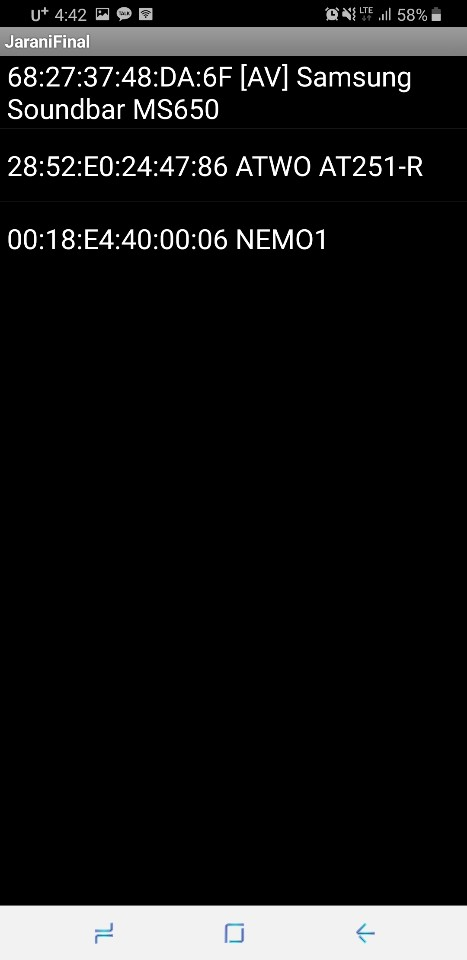 U+ 4:42 TALK LTE 58%
JaraniFinal
68:27:37:48:DA:6F [AV] Samsung
Soundbar MS650
28:52:E0:24:47:86 ATWO AT251-R
00:18:E4:40:00:06 NEMO1